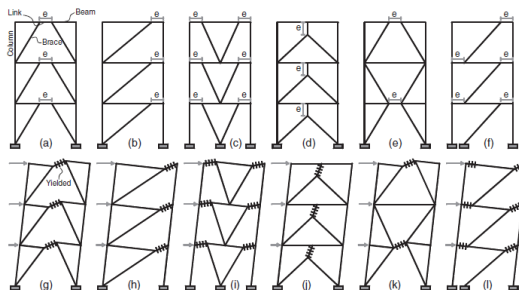 Link e Beam e e e e e e e
Column
Brace
e
e e e e e e
e
e e e e e e e
e
(a) (b) (c) (d) (e) (f)
Yielded
(g) (h) (i) (j) (k) (l)